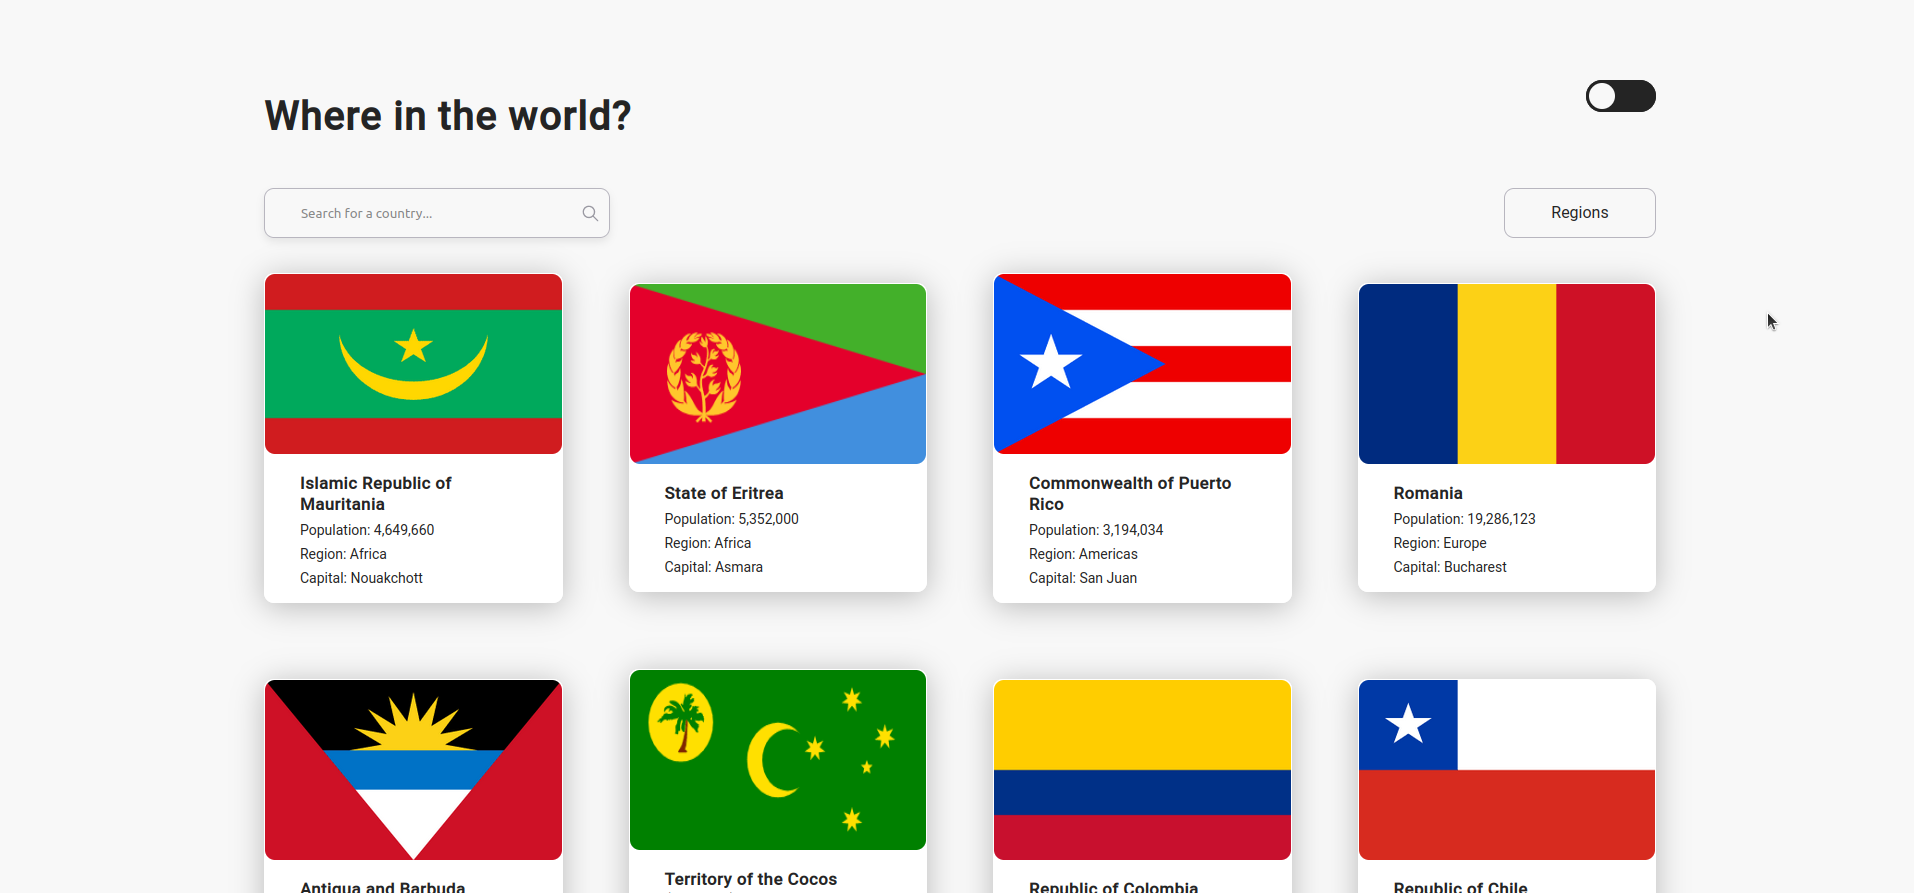 Where in the world?
Search for a country...
Regions
Islamic Republic of
Mauritania
Population: 4,649,660
Region: Africa
Capital: Nouakchott
State of Eritrea
Population: 5,352,000
Region: Africa
Capital: Asmara
Commonwealth of Puerto
Rico
Population: 3,194,034
Region: Americas
Capital: San Juan
Romania
Population: 19,286,123
Region: Europe
Capital: Bucharest
Antigua and Barbuda
Territory of the Cocos
Republic of Colombia
Republic of Chile